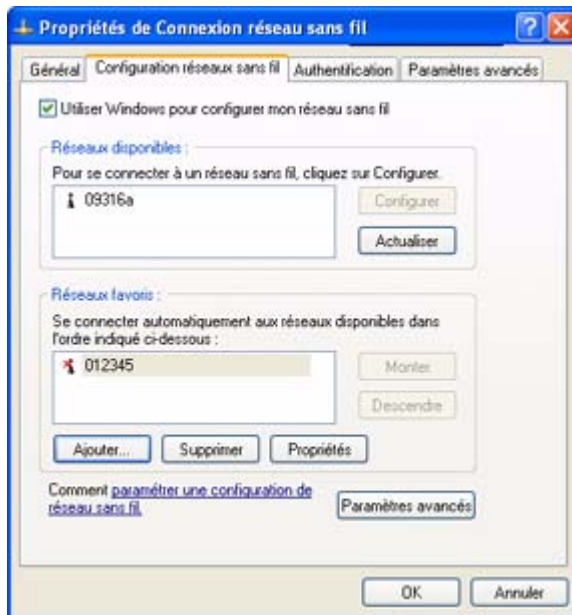 Propriétés de Connexion réseau sans fil
Général Configuration réseaux sans fil Authentification Paramètres avancés
Utiliser Windows pour configurer mon réseau sans fil
Réseaux disponibles :
Pour se connecter à un réseau sans fil, cliquez sur Configurer.
09316a
Configurer
Actualiser
Réseaux favoris :
Se connecter automatiquement aux réseaux disponibles dans
l'ordre indiqué ci-dessous :
012345
Monter
Descendre
Ajouter... Supprimer Propriétés
Comment paramétrer une configuration de
réseau sans fil.
Paramètres avancés
OK Annuler